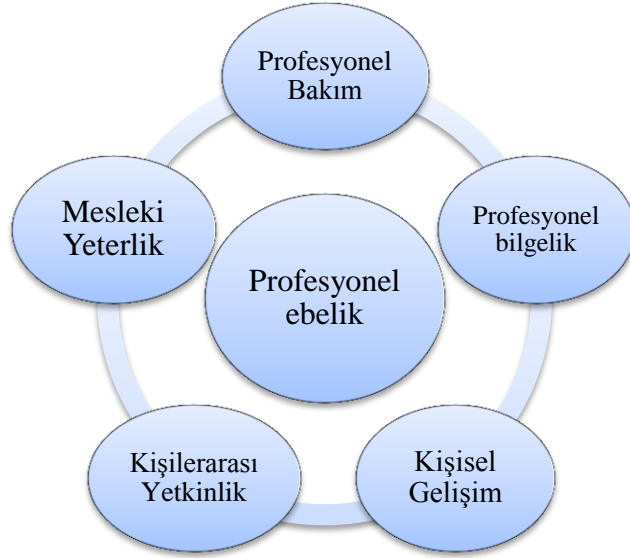 Profesyonel
Bakım
Mesleki
Yeterlik
Profesyonel
bilgelik
Profesyonel
ebelik
Kişilerarası
Yetkinlik
Kişisel
Gelişim